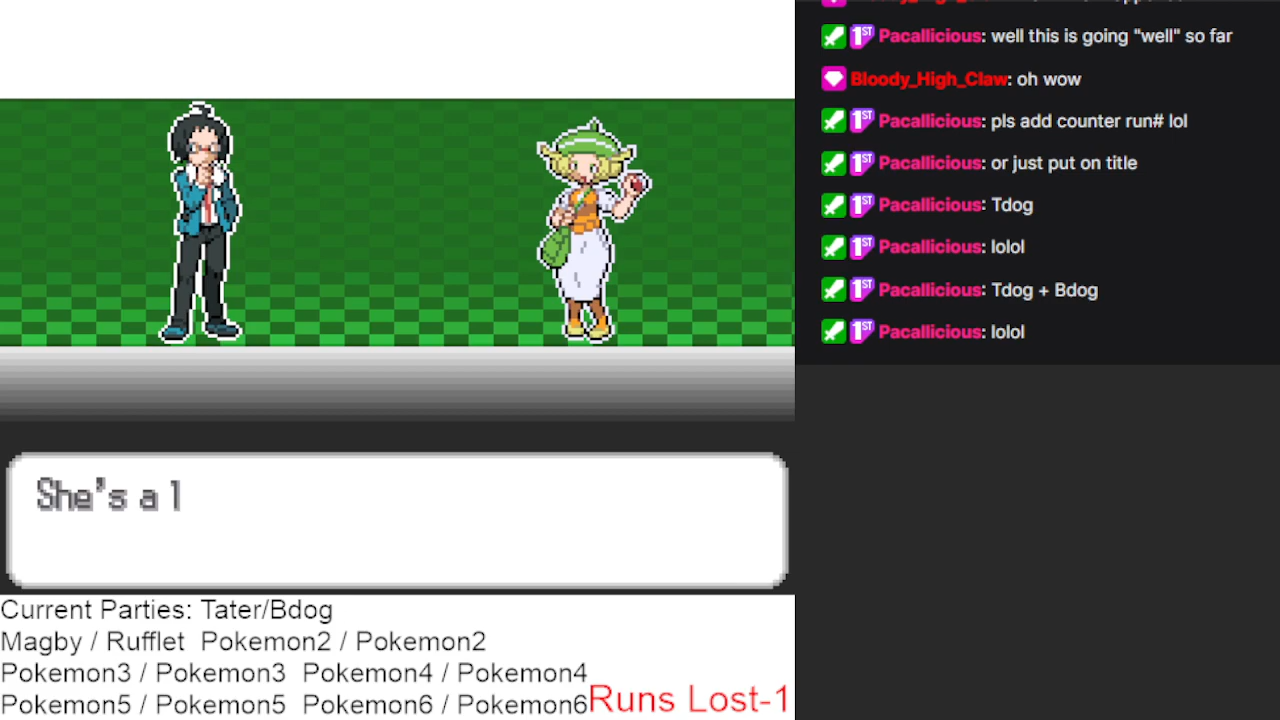 Pacallicious: well this is going "well" so far
Bloody_High_Claw: oh wow
Pacallicious: pls add counter run# lol
Pacallicious: or just put on title
Pacallicious: Tdog
Pacallicious: lolol
Pacallicious: Tdog + Bdog
Pacallicious: lolol
She's a l
Current Parties: Tater/Bdog
Magby / Rufflet  Pokemon2 / Pokemon2
Pokemon3 / Pokemon3  Pokemon4 / Pokemon4
Pokemon5 / Pokemon5  Pokemon6 / Pokemon6
Runs Lost-1